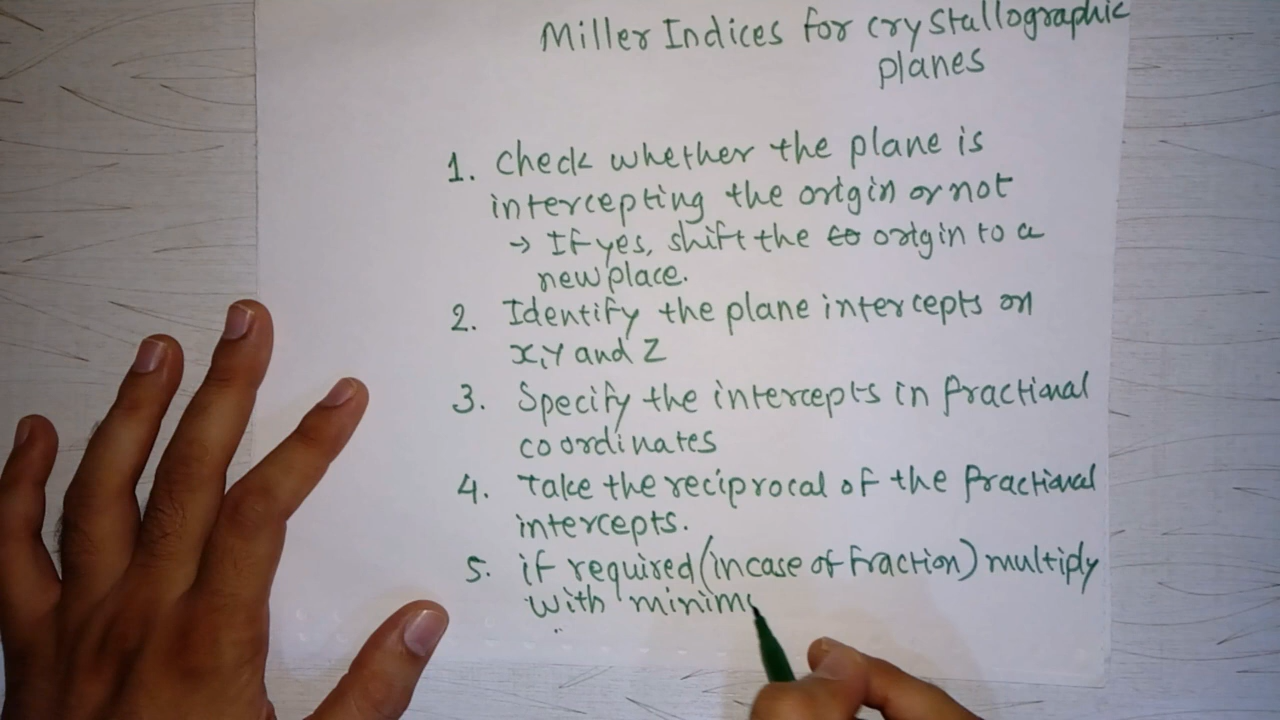 Miller Indices for crystallographic
planes
1. Check whether the plane is
intercepting the origin or not
→ If yes, shift the origin to a
new place.
2. Identify the plane intercepts on
x, y and z
3. Specify the intercepts in fractional
coordinates
4. Take the reciprocal of the fractional
intercepts.
5. if required (incase of fraction) multiply
with minim